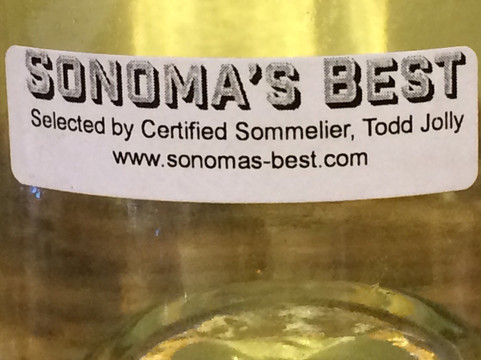 SONOMA'S BEST
Selected by Certified Sommelier, Todd Jolly
www.sonomas-best.com